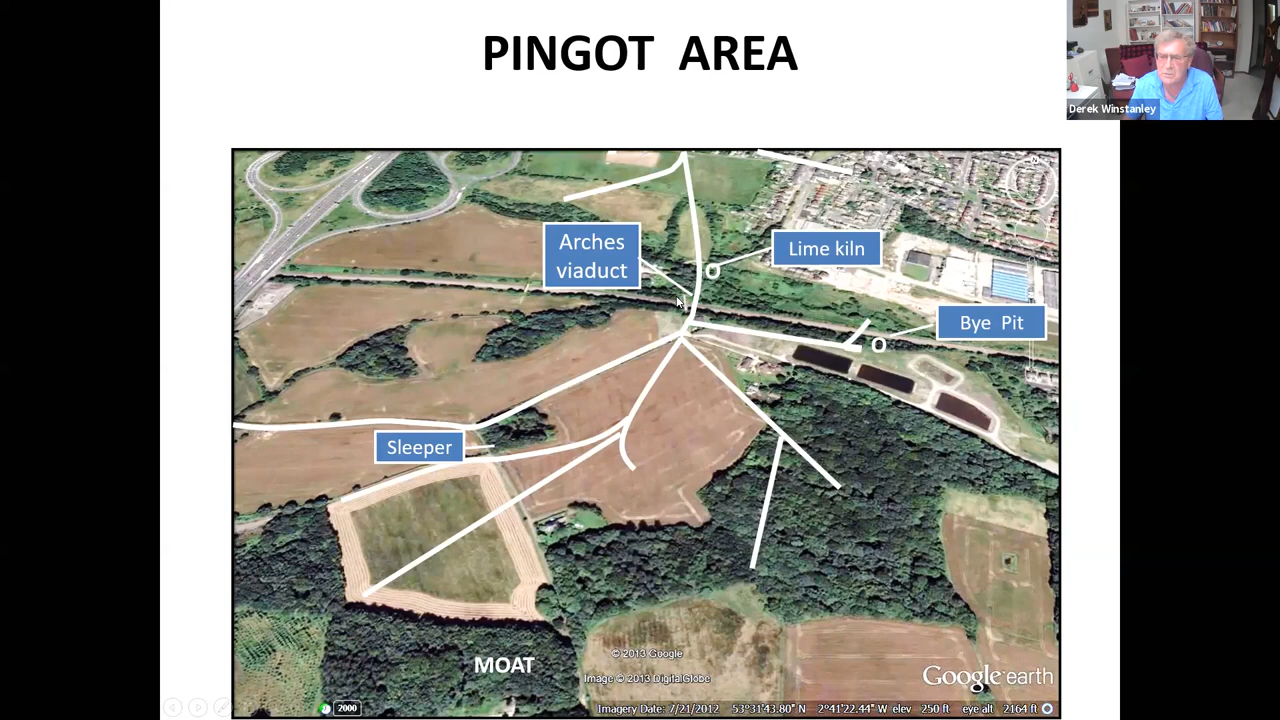 PINGOT AREA
Derek Winstanley
Arches
viaduct
Lime kiln
Bye Pit
Sleeper
MOAT
© 2013 Google
Image © 2013 DigitalGlobe
Google earth
2000
Imagery Date: 7/21/2012 53°31'43.80" N 2°41'22.44" W elev 250 ft eye alt 2164 ft